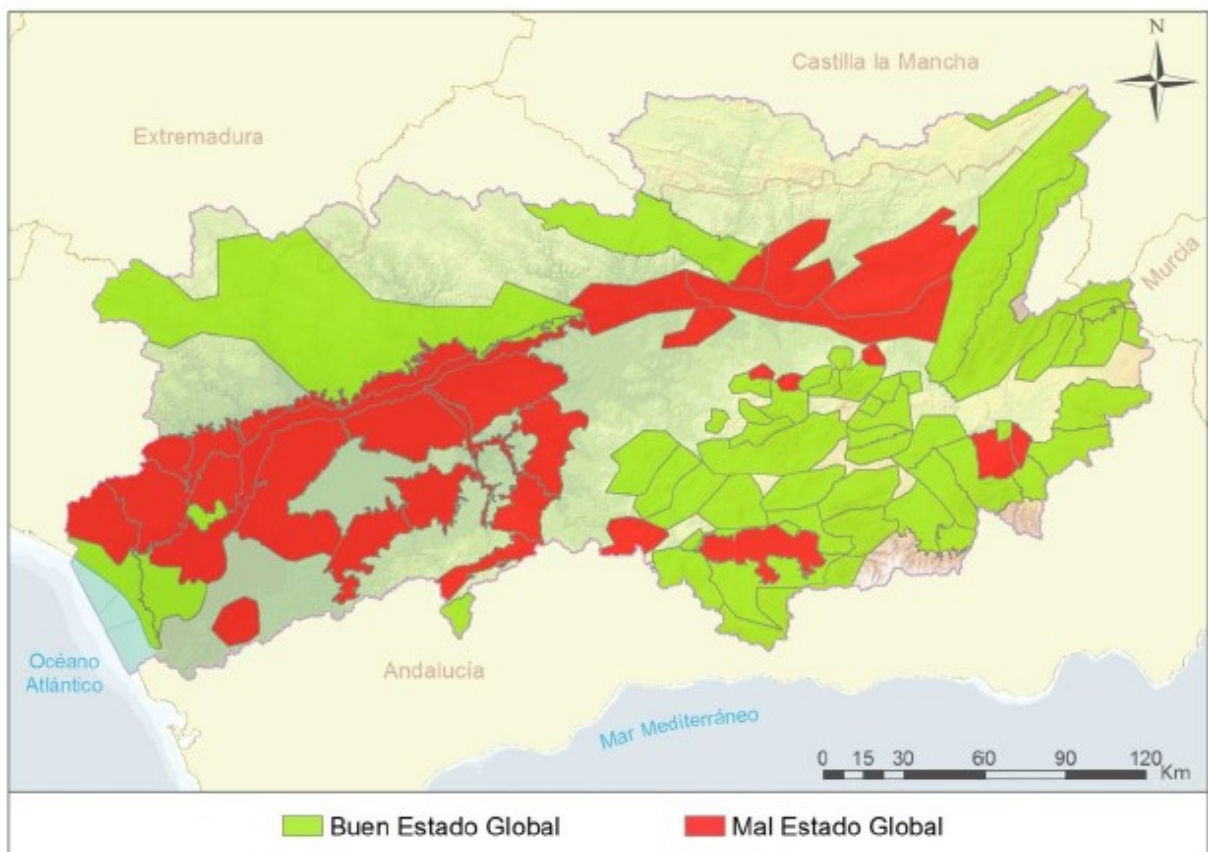 N
Castilla la Mancha
Extremadura
Murcia
Océano
Atlántico
Andalucía
Mar Mediterráneo
0 15 30 60 90 120
Km
Buen Estado Global
Mal Estado Global